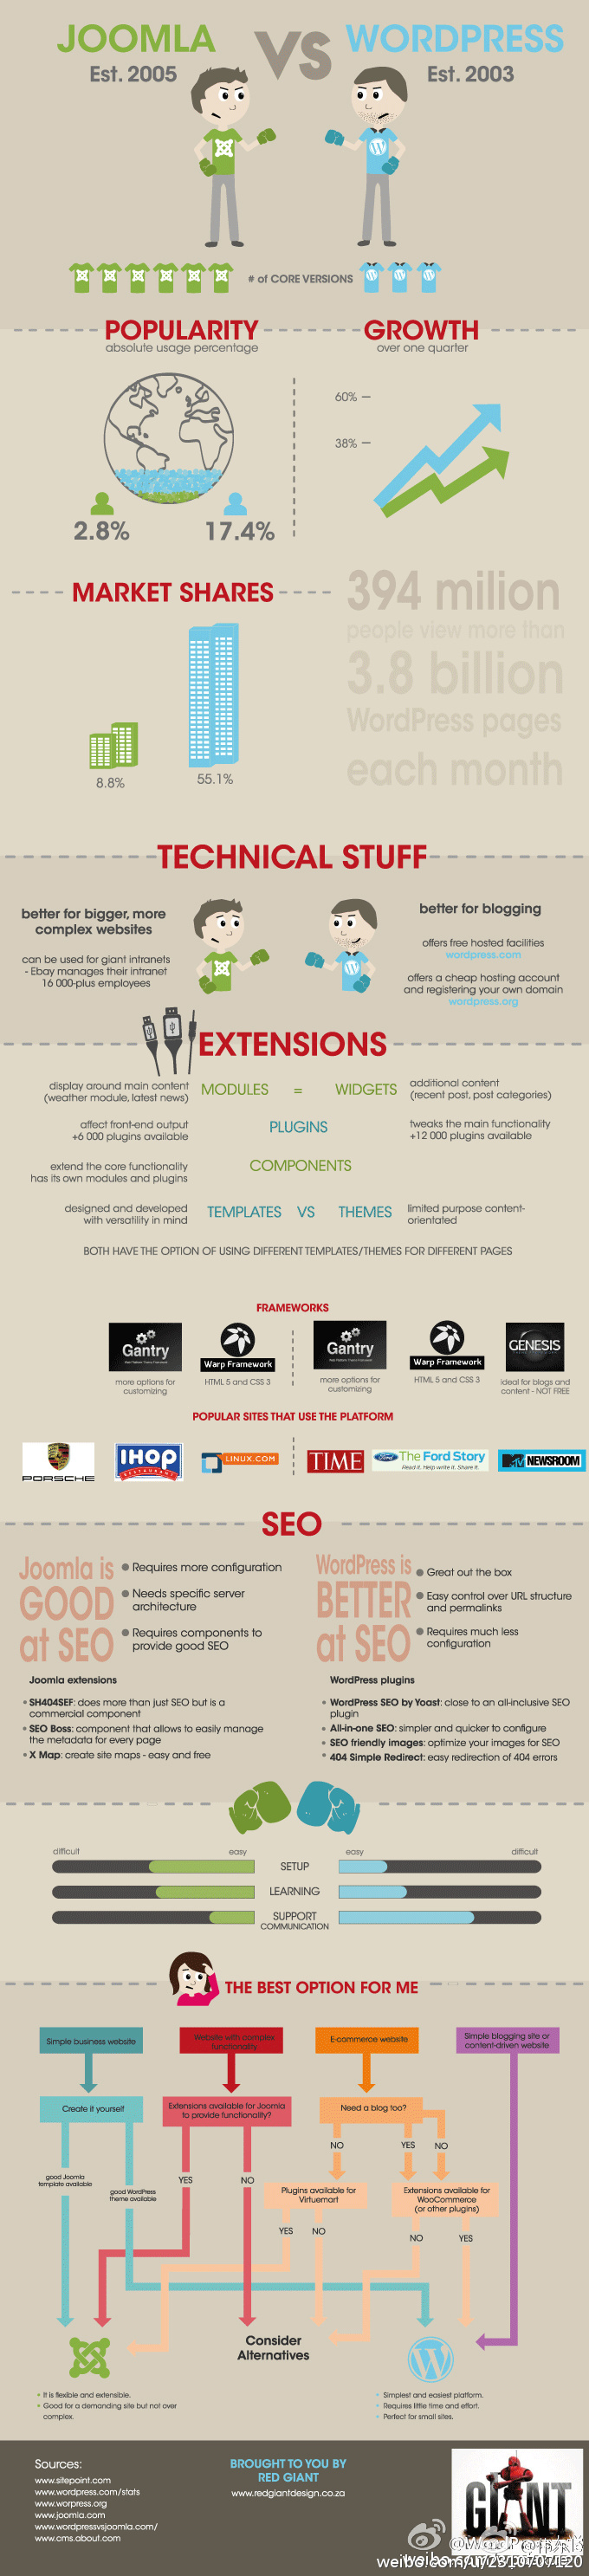 JOOMLA
VS
WORDPRESS
Est. 2005
Est. 2003
# of CORE VERSIONS
POPULARITY
absolute usage percentage
GROWTH
over one quarter
60%
38%
2.8%
17.4%
MARKET SHARES
8.8%
55.1%
394 milion
people view more than
3.8 billion
WordPress pages
each month
TECHNICAL STUFF
better for bigger, more
complex websites
can be used for giant intranets
- Ebay manages their intranet
16 000-plus employees
better for blogging
offers free hosted facilities
wordpress.com
offers a cheap hosting account
and registering your own domain
wordpress.org
EXTENSIONS
display around main content
(weather module, latest news)
MODULES = WIDGETS
additional content
(recent post, post categories)
affect front-end output
+6 000 plugins available
PLUGINS
tweaks the main functionality
+12 000 plugins available
extend the core functionality
has its own modules and plugins
COMPONENTS
designed and developed
with versatility in mind
TEMPLATES VS THEMES
limited purpose content-
orientated
BOTH HAVE THE OPTION OF USING DIFFERENT TEMPLATES/THEMES FOR DIFFERENT PAGES
FRAMEWORKS
Gantry
more options for
customizing
Warp Framework
HTML 5 and CSS 3
Gantry
more options for
customizing
Warp Framework
HTML 5 and CSS 3
GENESIS
ideal for blogs and
content - NOT FREE
POPULAR SITES THAT USE THE PLATFORM
PORSCHE
IHOP
RESTAURANT
LINUX.COM
TIME
Ford
The Ford Story
Read it. Help write it. Share it.
MTV NEWSROOM
SEO
Joomla is
GOOD
at SEO
• Requires more configuration
• Needs specific server
architecture
• Requires components to
provide good SEO
WordPress is
BETTER
at SEO
• Great out the box
• Easy control over URL structure
and permalinks
• Requires much less
configuration
Joomla extensions
• SH404SEF: does more than just SEO but is a
commercial component
• SEO Boss: component that allows to easily manage
the metadata for every page
• X Map: create site maps - easy and free
WordPress plugins
• WordPress SEO by Yoast: close to an all-inclusive SEO
plugin
• All-in-one SEO: simpler and quicker to configure
• SEO friendly images: optimize your images for SEO
• 404 Simple Redirect: easy redirection of 404 errors
difficult
easy
easy
difficult
SETUP
LEARNING
SUPPORT
COMMUNICATION
THE BEST OPTION FOR ME
Simple business website
Website with complex
functionality
E-commerce website
Simple blogging site or
content-driven website
Create it yourself
Extensions available for Joomla
to provide functionality?
Need a blog too?
NO
YES
NO
good Joomla
template available
good WordPress
theme available
YES
NO
Plugins available for
Virtuemart
Extensions available for
WooCommerce
(or other plugins)
YES
NO
NO
YES
Consider
Alternatives
• It is flexible and extensible.
• Good for a demanding site but not over
complex.
• Simplest and easiest platform.
• Requires little time and effort.
• Perfect for small sites.
Sources:
www.sitepoint.com
www.wordpress.com/stats
www.worpress.org
www.joomla.com
www.wordpressvsjoomla.com/
www.cms.about.com
BROUGHT TO YOU BY
RED GIANT
www.redgiantdesign.co.za
GIANT
weibo.com/u/2310707120